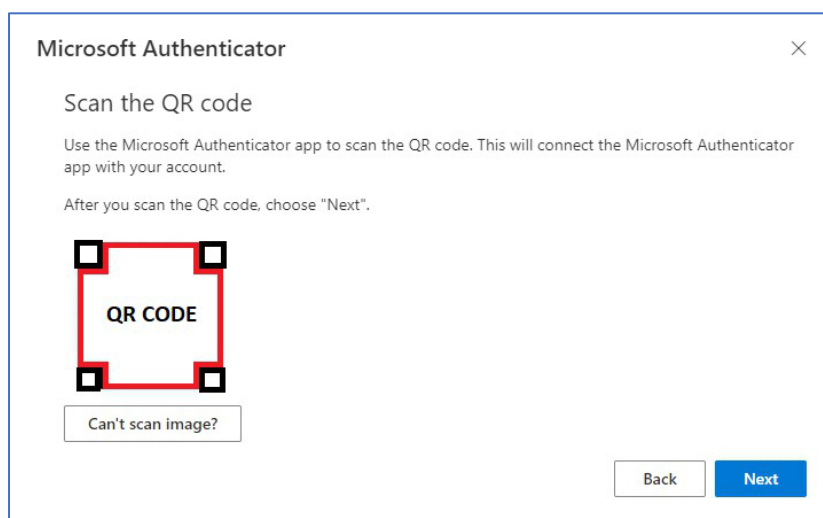 Microsoft Authenticator
Scan the QR code
Use the Microsoft Authenticator app to scan the QR code. This will connect the Microsoft Authenticator
app with your account.
After you scan the QR code, choose "Next".
QR CODE
Can't scan image?
Back
Next